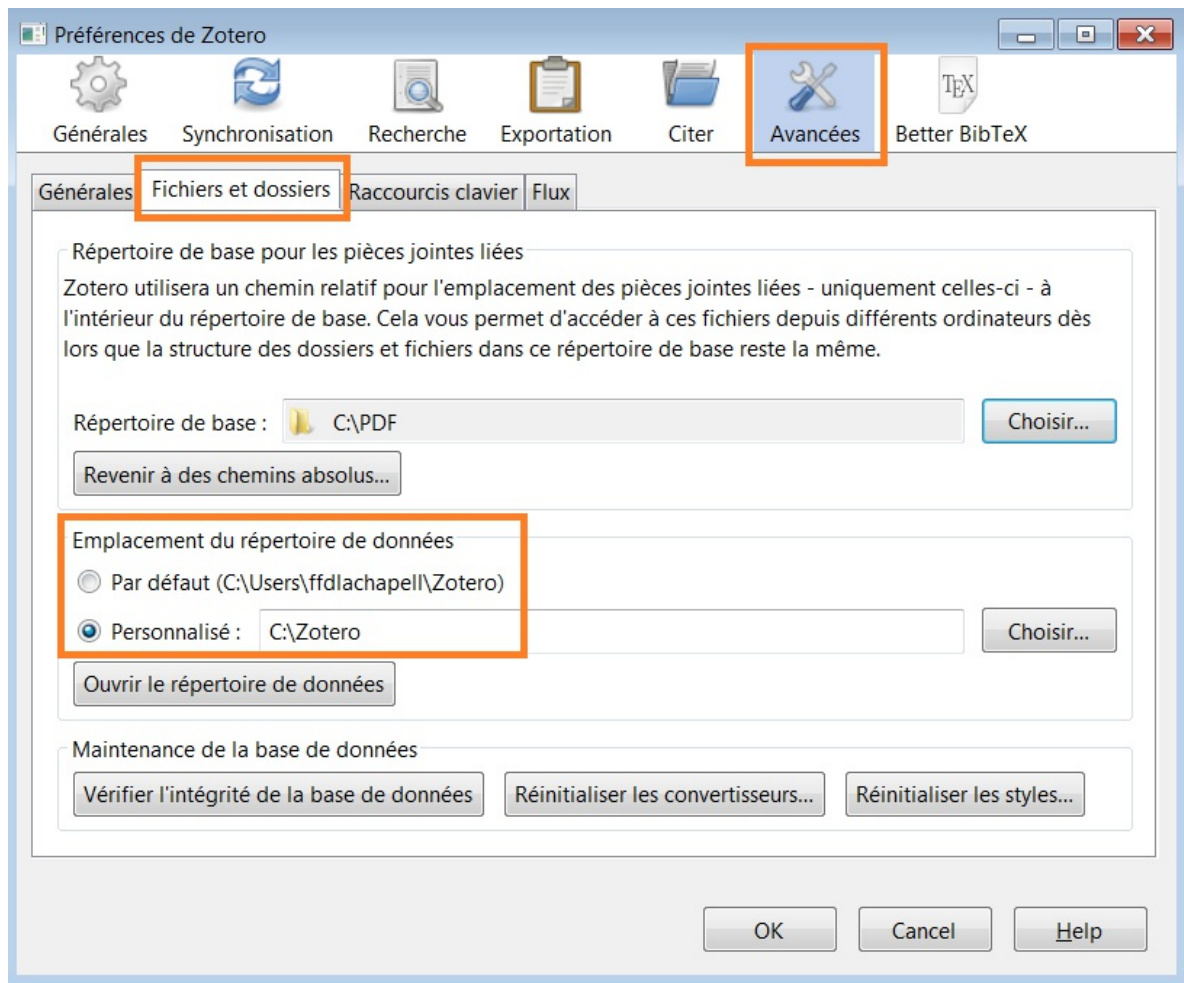 Préférences de Zotero
Générales Synchronisation Recherche Exportation Citer Avancées Better BibTeX
TEX
Générales Fichiers et dossiers Raccourcis clavier Flux
Répertoire de base pour les pièces jointes liées
Zotero utilisera un chemin relatif pour l'emplacement des pièces jointes liées - uniquement celles-ci - à
l'intérieur du répertoire de base. Cela vous permet d'accéder à ces fichiers depuis différents ordinateurs dès
lors que la structure des dossiers et fichiers dans ce répertoire de base reste la même.
Répertoire de base : C:\PDF Choisir...
Revenir à des chemins absolus...
Emplacement du répertoire de données
Par défaut (C:\Users\ffdlachapell\Zotero)
Personnalisé : C:\Zotero Choisir...
Ouvrir le répertoire de données
Maintenance de la base de données
Vérifier l'intégrité de la base de données Réinitialiser les convertisseurs... Réinitialiser les styles...
OK Cancel Help